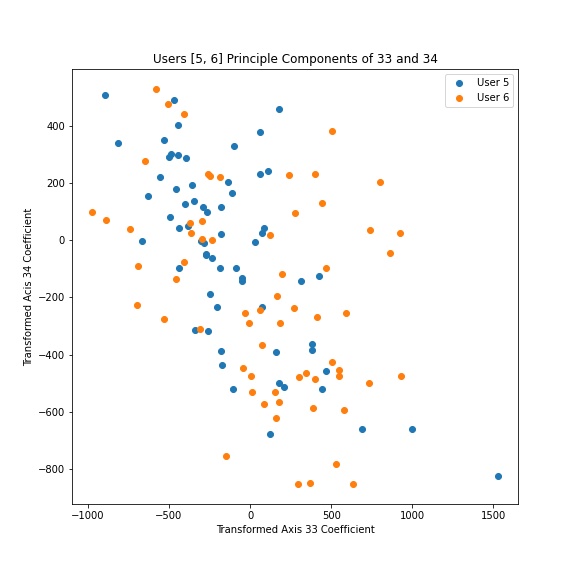 Users [5, 6] Principle Components of 33 and 34
User 5
User 6
Transformed Acis 34 Coefficient
400
200
0
−200
−400
−600
−800
−1000
−500
0
500
1000
1500
Transformed Axis 33 Coefficient